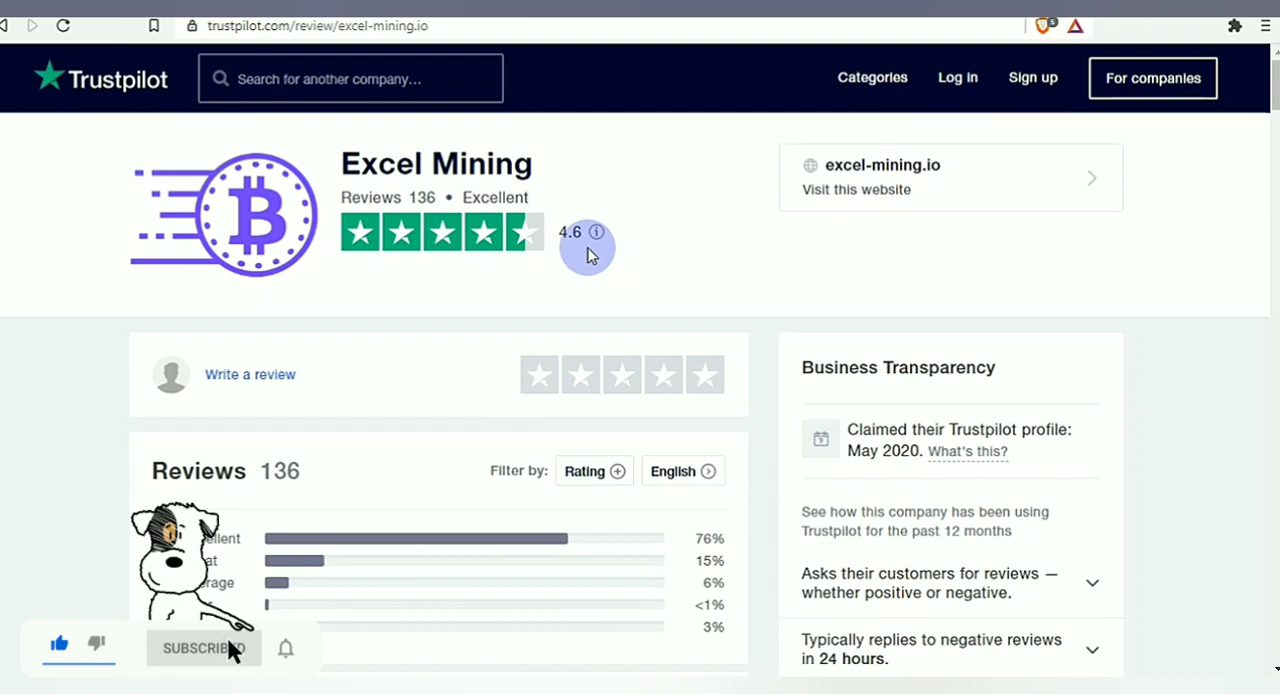 trustpilot.com/review/excel-mining.io
Trustpilot
Search for another company...
Categories
Log in
Sign up
For companies
Excel Mining
Reviews 136 • Excellent
4.6
excel-mining.io
Visit this website
Write a review
Reviews 136
Filter by:
Rating
English
76%
15%
6%
<1%
3%
Business Transparency
Claimed their Trustpilot profile:
May 2020. What's this?
See how this company has been using
Trustpilot for the past 12 months
Asks their customers for reviews —
whether positive or negative.
Typically replies to negative reviews
in 24 hours.
SUBSCRIBED